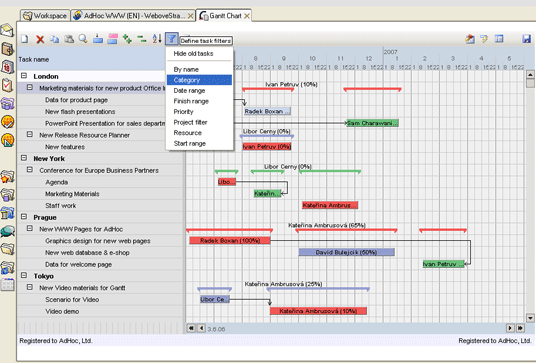 Workspace
AdHoc WWW (EN) - WeboveStra...
Gantt Chart
Define task filters
Hide old tasks
By name
Category
Date range
Finish range
Priority
Project filter
Resource
Start range
Task name
2007
8 9 10 11 12 1
London
Marketing materials for new product Office li
Ivan Petruv (10%)
Data for product page
New flash presentations
Radek Boxan ...
PowerPoint Presentation for sales depart
Sam Charawani...
New Release Resource Planner
Libor Cerny (0%)
New features
Ivan Petruv (0%)
New York
Conference for Europe Business Partners
Libor Cerny (0%)
Agenda
Libo...
Marketing Materials
Kateřin...
Staff work
Kateřina Ambrus...
Prague
New WWW Pages for AdHoc
Kateřina Ambrusová (65%)
Graphics design for new web pages
Radek Boxan (100%)
New web database & e-shop
David Bulejsik (50%)
Data for welcome page
Ivan Petruv ...
Tokyo
New Video materials for Gantt
Kateřina Ambrusová (25%)
Scenario for Video
Libor Ce...
Video demo
Kateřina Ambrusová (10%)
3.6.06
Registered to AdHoc, Ltd.
Registered to AdHoc, Ltd.